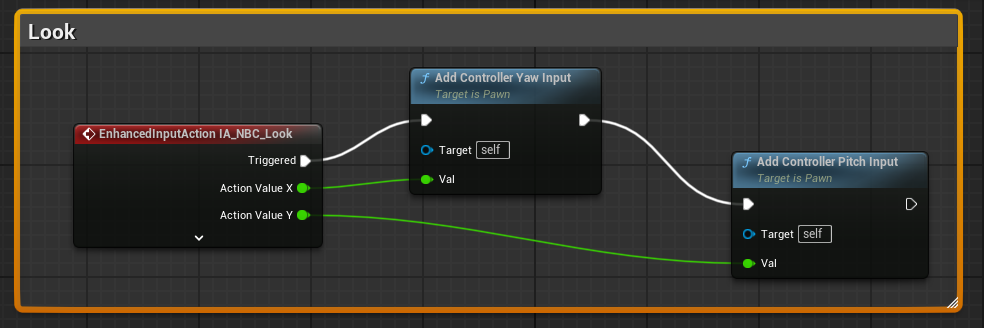 Look
EnhancedInputAction IA_NBC_Look
Triggered
Action Value X
Action Value Y
f Add Controller Yaw Input
Target is Pawn
Target self
Val
f Add Controller Pitch Input
Target is Pawn
Target self
Val